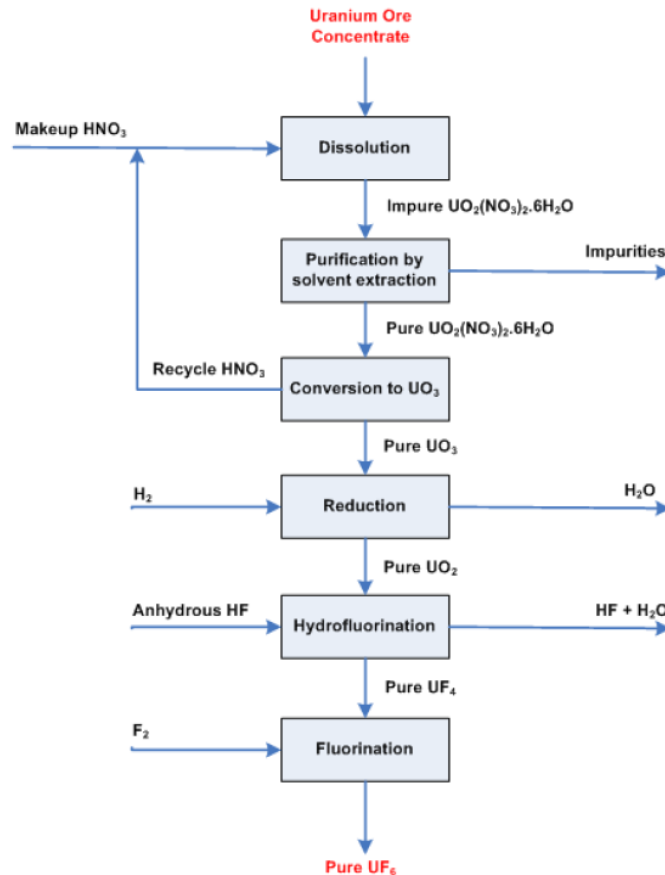 Uranium Ore
Concentrate
Makeup HNO₃
Dissolution
Impure UO₂(NO₃)₂.6H₂O
Purification by
solvent extraction
Impurities
Pure UO₂(NO₃)₂.6H₂O
Recycle HNO₃
Conversion to UO₃
Pure UO₃
H₂
Reduction
H₂O
Pure UO₂
Anhydrous HF
Hydrofluorination
HF + H₂O
Pure UF₄
F₂
Fluorination
Pure UF₆